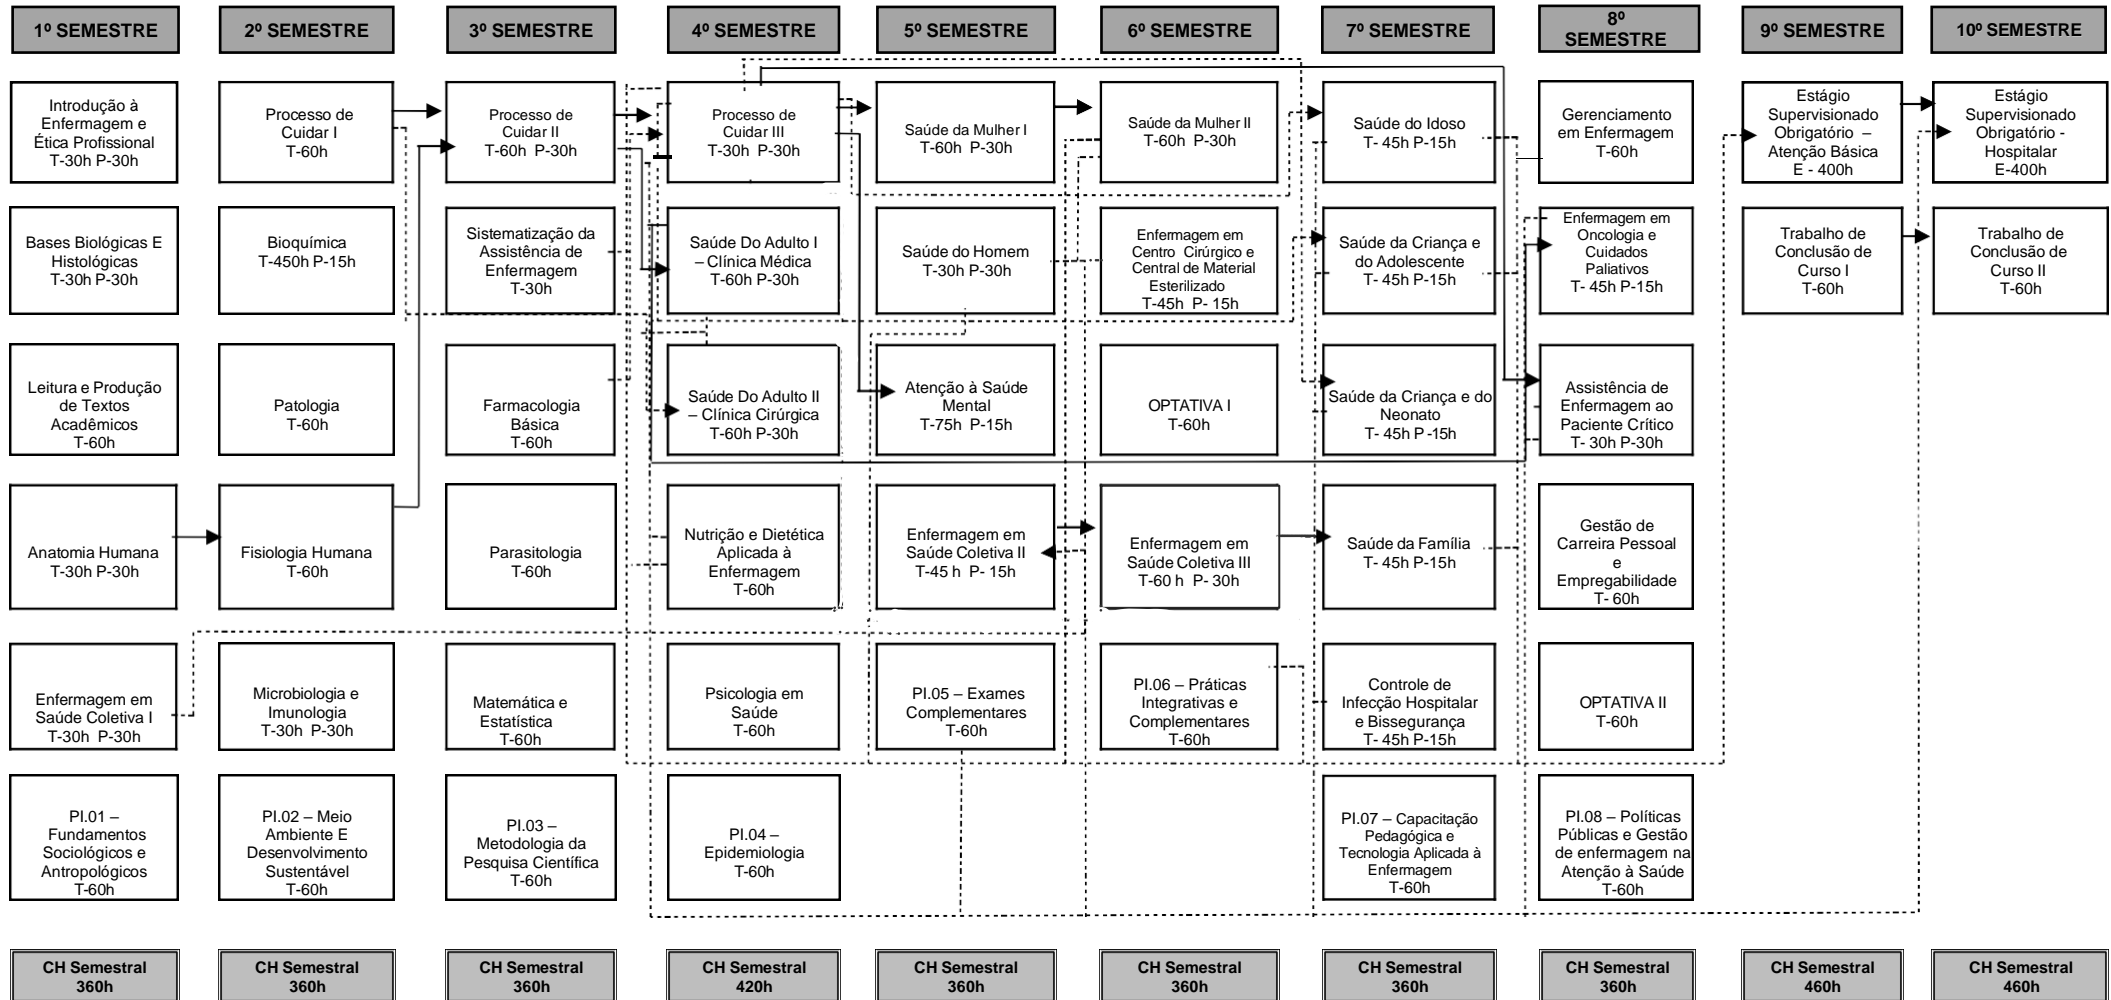 1º SEMESTRE
2º SEMESTRE
3º SEMESTRE
4º SEMESTRE
5º SEMESTRE
6º SEMESTRE
7º SEMESTRE
8º
SEMESTRE
9º SEMESTRE
10º SEMESTRE
Introdução à
Enfermagem e
Ética Profissional
T-30h P-30h
Processo de
Cuidar I
T-60h
Processo de
Cuidar II
T-60h P-30h
Processo de
Cuidar III
T-30h P-30h
Saúde da Mulher I
T-60h P-30h
Saúde da Mulher II
T-60h P-30h
Saúde do Idoso
T- 45h P-15h
Gerenciamento
em Enfermagem
T-60h
Estágio
Supervisionado
Obrigatório –
Atenção Básica
E - 400h
Estágio
Supervisionado
Obrigatório -
Hospitalar
E-400h
Bases Biológicas E
Histológicas
T-30h P-30h
Bioquímica
T-450h P-15h
Sistematização da
Assistência de
Enfermagem
T-30h
Saúde Do Adulto I
– Clínica Médica
T-60h P-30h
Saúde do Homem
T-30h P-30h
Enfermagem em
Centro Cirúrgico e
Central de Material
Esterilizado
T-45h P- 15h
Saúde da Criança e
do Adolescente
T- 45h P-15h
Enfermagem em
Oncologia e
Cuidados
Paliativos
T- 45h P-15h
Trabalho de
Conclusão de
Curso I
T-60h
Trabalho de
Conclusão de
Curso II
T-60h
Leitura e Produção
de Textos
Acadêmicos
T-60h
Patologia
T-60h
Farmacologia
Básica
T-60h
Saúde Do Adulto II
– Clínica Cirúrgica
T-60h P-30h
Atenção à Saúde
Mental
T-75h P-15h
OPTATIVA I
T-60h
Saúde da Criança e do
Neonato
T- 45h P -15h
Assistência de
Enfermagem ao
Paciente Crítico
T- 30h P-30h
Anatomia Humana
T-30h P-30h
Fisiologia Humana
T-60h
Parasitologia
T-60h
Nutrição e Dietética
Aplicada à
Enfermagem
T-60h
Enfermagem em
Saúde Coletiva II
T-45 h P- 15h
Enfermagem em
Saúde Coletiva III
T-60 h P- 30h
Saúde da Família
T- 45h P-15h
Gestão de
Carreira Pessoal
e
Empregabilidade
T- 60h
Enfermagem em
Saúde Coletiva I
T-30h P-30h
Microbiologia e
Imunologia
T-30h P-30h
Matemática e
Estatística
T-60h
Psicologia em
Saúde
T-60h
PI.05 – Exames
Complementares
T-60h
PI.06 – Práticas
Integrativas e
Complementares
T-60h
Controle de
Infecção Hospitalar
e Bissegurança
T- 45h P-15h
OPTATIVA II
T-60h
PI.01 –
Fundamentos
Sociológicos e
Antropológicos
T-60h
PI.02 – Meio
Ambiente E
Desenvolvimento
Sustentável
T-60h
PI.03 –
Metodologia da
Pesquisa Científica
T-60h
PI.04 –
Epidemiologia
T-60h
PI.07 – Capacitação
Pedagógica e
Tecnologia Aplicada à
Enfermagem
T-60h
PI.08 – Políticas
Públicas e Gestão
de enfermagem na
Atenção à Saúde
T-60h
CH Semestral
360h
CH Semestral
360h
CH Semestral
360h
CH Semestral
420h
CH Semestral
360h
CH Semestral
360h
CH Semestral
360h
CH Semestral
360h
CH Semestral
460h
CH Semestral
460h